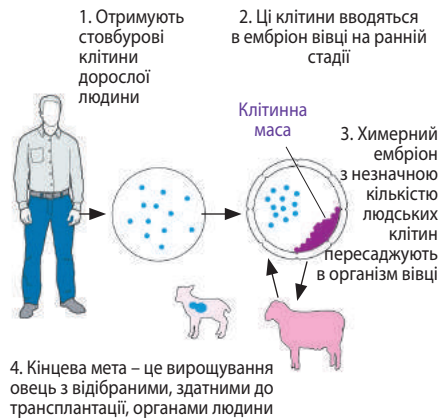 1. Отримують
стовбурові
клітини
дорослої
людини
2. Ці клітини вводяться
в ембріон вівці на ранній
стадії
Клітинна
маса
3. Химерний
ембріон
з незначною
кількістю
людських
клітин
пересаджують
в організм вівці
4. Кінцева мета – це вирощування
овець з відібраними, здатними до
трансплантації, органами людини